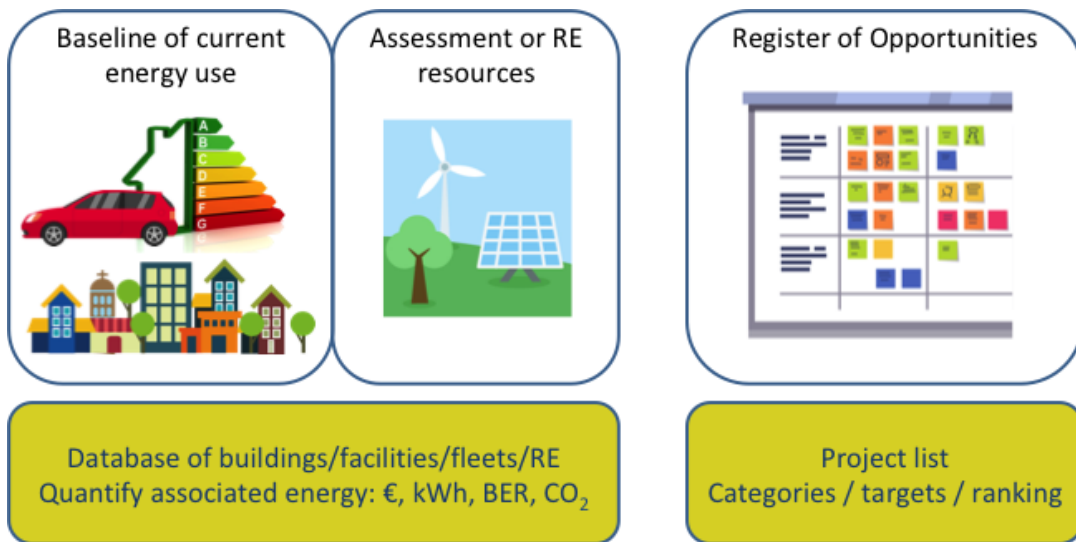 Baseline of current
energy use
Assessment or RE
resources
Register of Opportunities
A
B
C
D
E
F
G
Database of buildings/facilities/fleets/RE
Quantify associated energy: €, kWh, BER, CO₂
Project list
Categories / targets / ranking